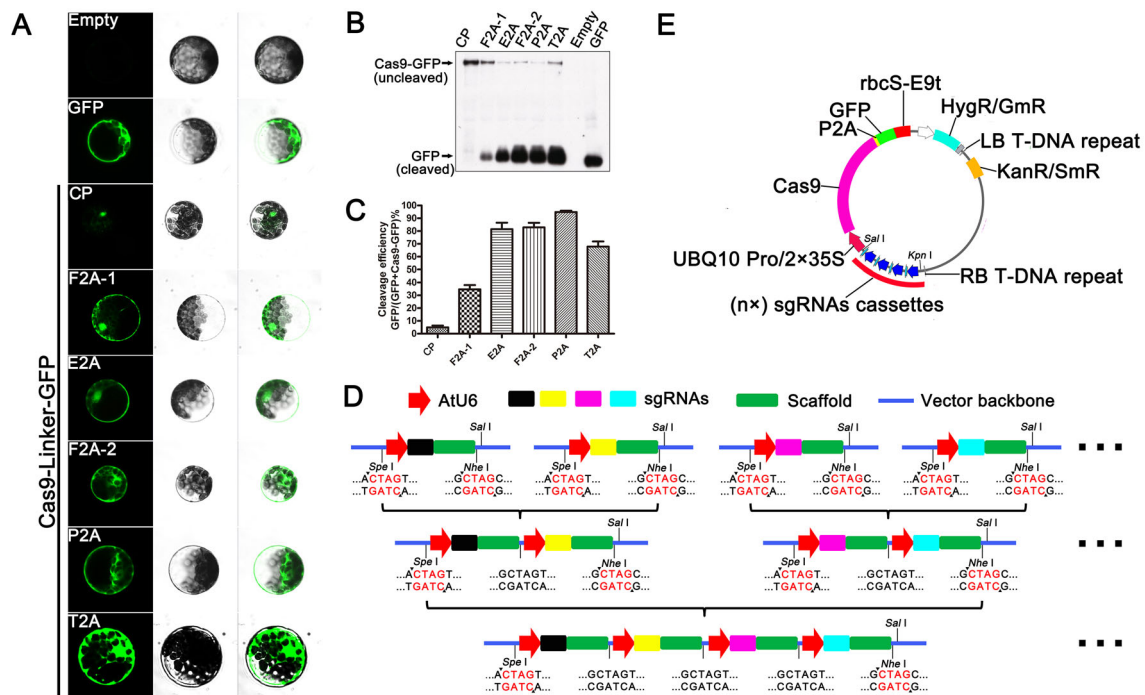 A
Empty
GFP
CP
F2A-1
E2A
F2A-2
P2A
T2A
Cas9-Linker-GFP
B
CP
F2A-1
E2A
F2A-2
P2A
T2A
Empty
GFP
Cas9-GFP
(uncleaved)
GFP
(cleaved)
C
Cleavage efficiency
GFP/(GFP+Cas9-GFP)%
100
90
80
70
60
50
40
30
20
10
0
CP
F2A-1
E2A
F2A-2
P2A
T2A
E
rbcS-E9t
GFP
P2A
HygR/GmR
LB T-DNA repeat
KanR/SmR
Cas9
Sal I
Kpn I
UBQ10 Pro/2×35S
RB T-DNA repeat
(n×) sgRNAs cassettes
D
AtU6
sgRNAs
Scaffold
Vector backbone
Sal I
Sal I
Sal I
Sal I
Spe I
Nhe I
Spe I
Nhe I
Spe I
Nhe I
Spe I
Nhe I
...ACTAGT... ...GCTAGC... ...ACTAGT... ...GCTAGC... ...ACTAGT... ...GCTAGC... ...ACTAGT... ...GCTAGC...
...TGATCA... ...CGATCG... ...TGATCA... ...CGATCG... ...TGATCA... ...CGATCG... ...TGATCA... ...CGATCG...
Sal I
Sal I
Spe I
Nhe I
Spe I
Nhe I
...ACTAGT... ...GCTAGT... ...GCTAGC... ...ACTAGT... ...GCTAGT... ...GCTAGC...
...TGATCA... ...CGATCA... ...CGATCG... ...TGATCA... ...CGATCA... ...CGATCG...
Sal I
Spe I
Nhe I
...ACTAGT... ...GCTAGT... ...GCTAGT... ...GCTAGT... ...GCTAGC...
...TGATCA... ...CGATCA... ...CGATCA... ...CGATCA... ...CGATCG...